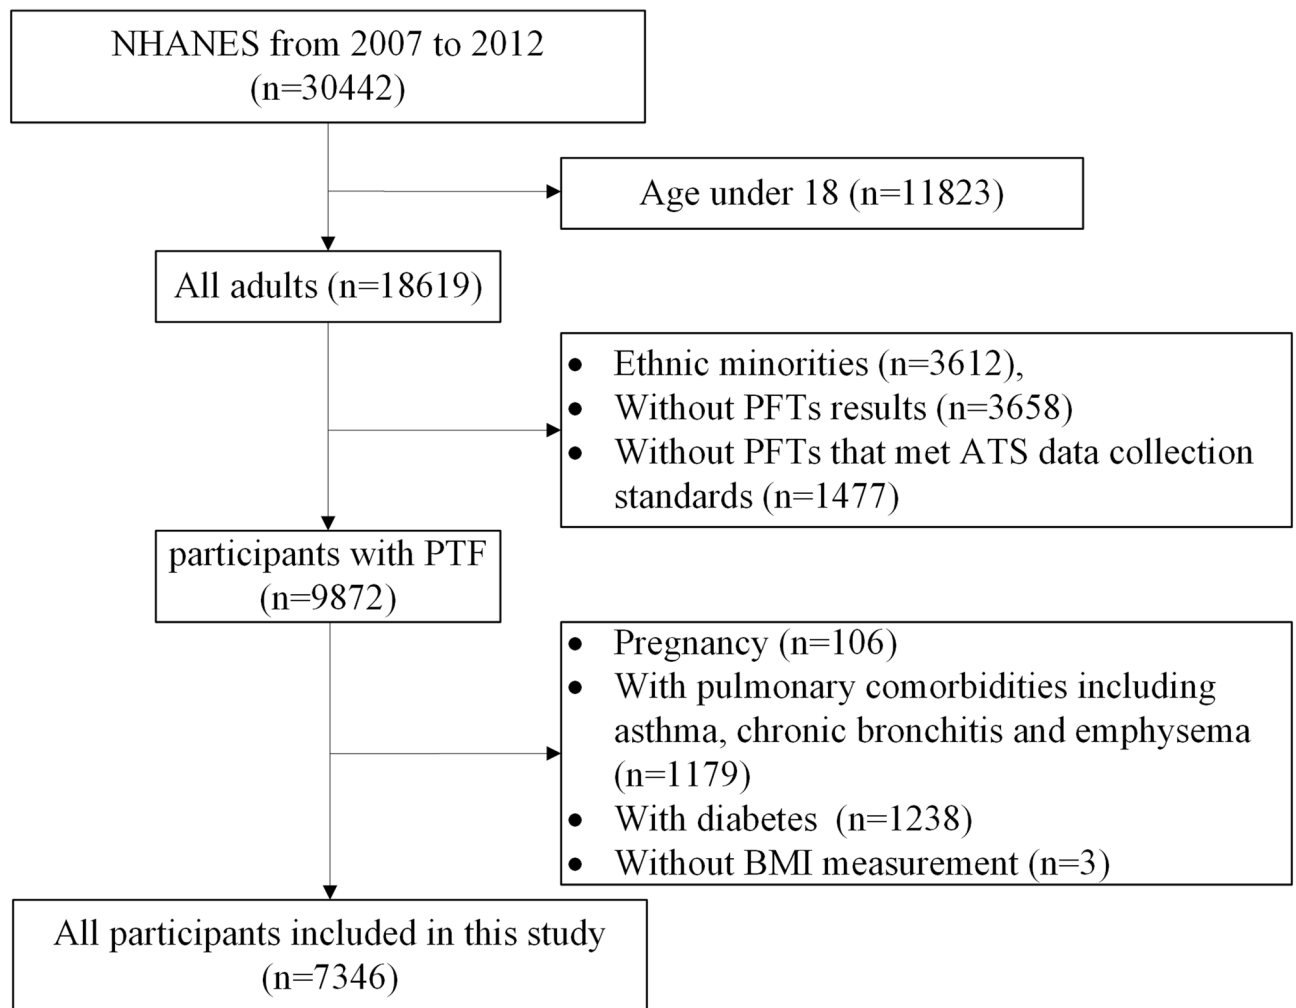 NHANES from 2007 to 2012
(n=30442)
Age under 18 (n=11823)
All adults (n=18619)
• Ethnic minorities (n=3612),
• Without PFTs results (n=3658)
• Without PFTs that met ATS data collection
standards (n=1477)
participants with PTF
(n=9872)
• Pregnancy (n=106)
• With pulmonary comorbidities including
asthma, chronic bronchitis and emphysema
(n=1179)
• With diabetes  (n=1238)
• Without BMI measurement (n=3)
All participants included in this study
(n=7346)